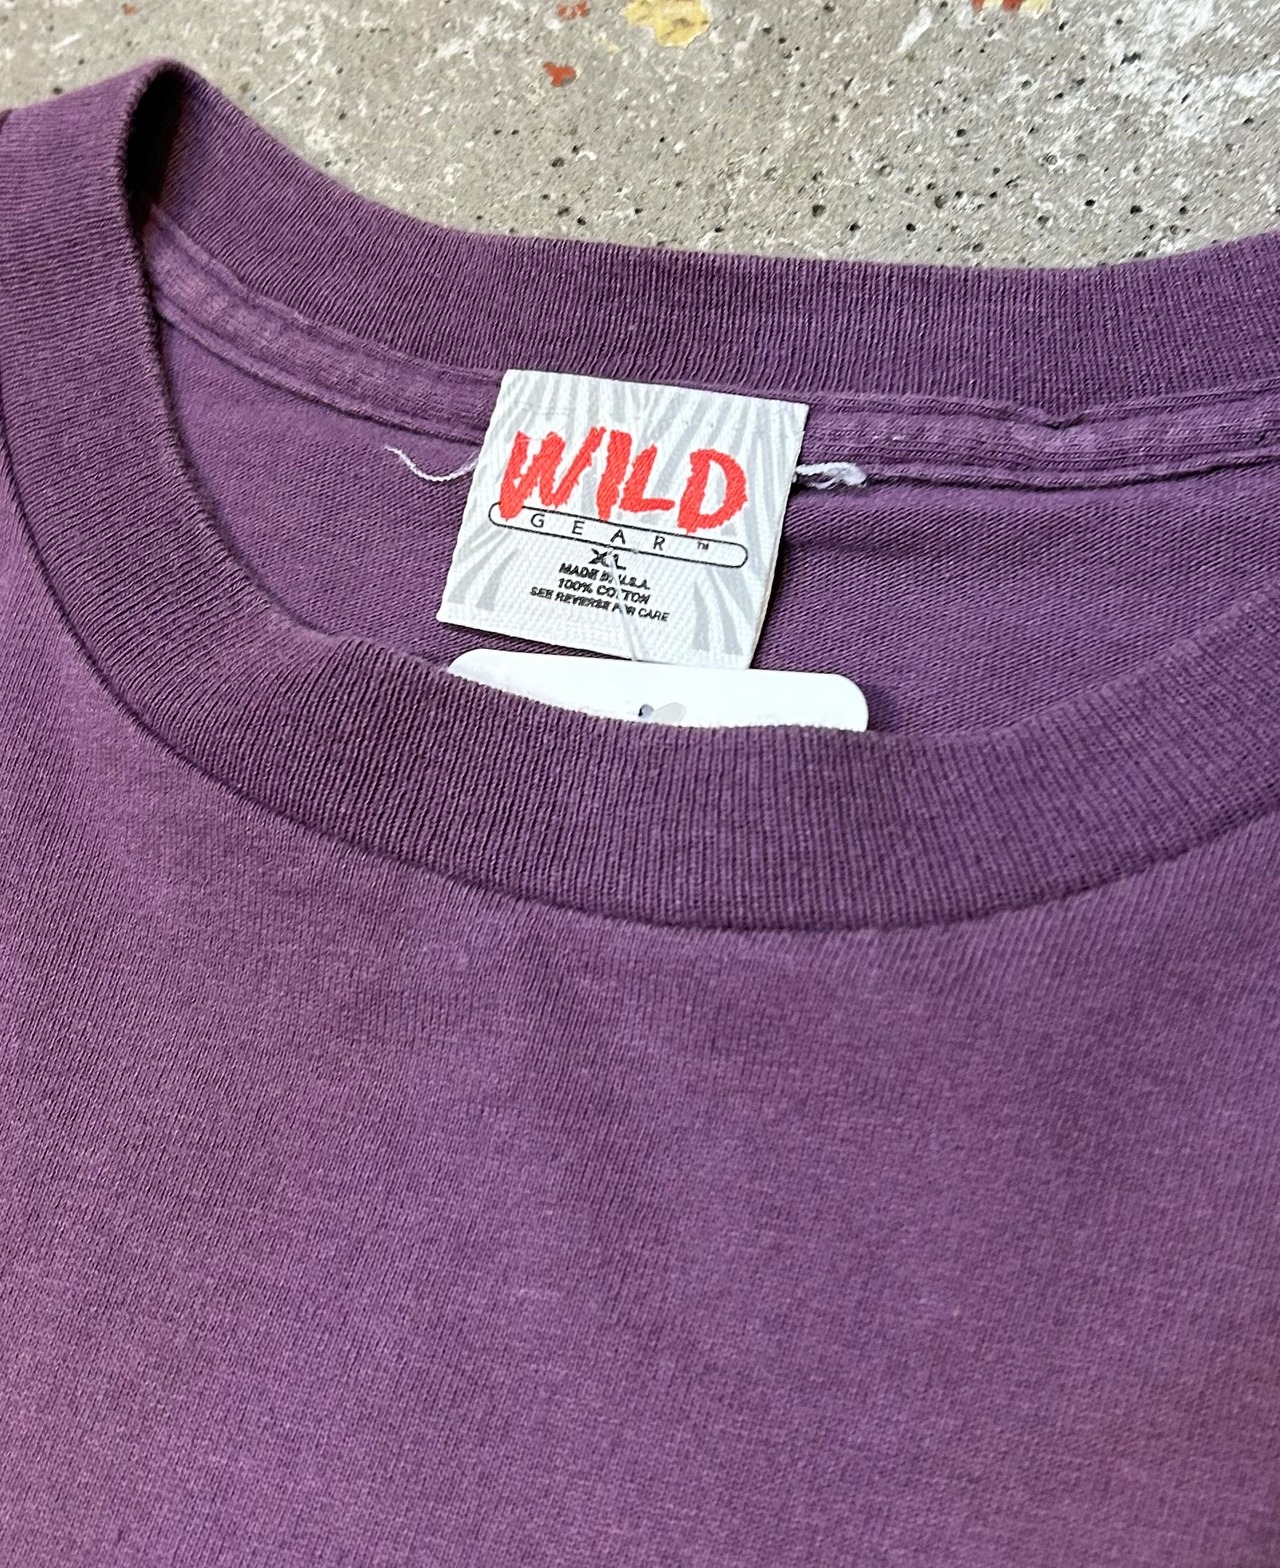 WILD
GEAR™
XL
MADE IN U.S.A.
100% COTTON
SEE REVERSE FOR CARE